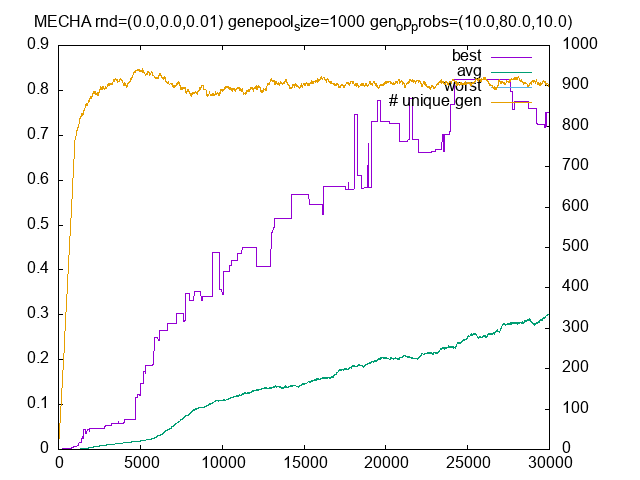 MECHA rnd=(0.0,0.0,0.01) genepool_size=1000 gen_op_probs=(10.0,80.0,10.0)
0.9 1000
best
avg
0.8 worst 900
# unique gen
0.7 800
0.6 700
600
0.5
500
0.4
400
0.3 300
0.2 200
0.1 100
0 0
0 5000 10000 15000 20000 25000 30000